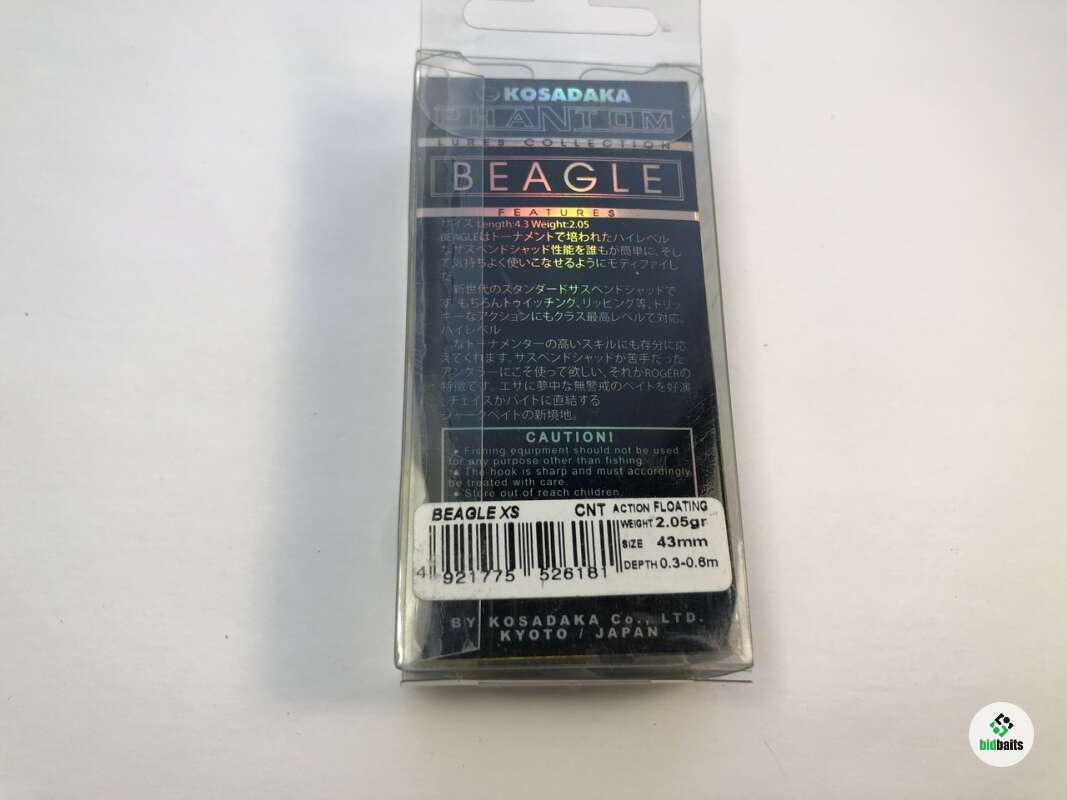 KOSADAKA
PHANTOM
LURES COLLECTION
BEAGLE
FEATURES
サイズ Length:4.3 Weight:2.05
BEAGLEはトーナメントで培われたハイレベル
なサスペンドシャッド性能を誰もが簡単に、そし
て気持ちよく使いこなせるようにモディファイし
た
新世代のスタンダードサスペンドシャッドで
す。もちろんトゥイッチング、リッピング等、トリッ
キーなアクションにもクラス最高レベルで対応。
ハイレベル
なトーナメンターの高いスキルにも存分に応
えてくれます。サスペンドシャッドが苦手だった
アングラーにこそ使って欲しい、それがROGERの
特徴です。エサに夢中な無警戒のベイトを好演
チェイスがバイトに直結する
シャークベイトの新境地。
CAUTION!
• Fishing equipment should not be used
for any purpose other than fishing.
• The hook is sharp and must accordingly
be treated with care.
• Store out of reach children.
BEAGLE XS CNT ACTION FLOATING
WEIGHT 2.05gr
SIZE 43mm
DEPTH 0.3-0.6m
4 921775 526181
BY KOSADAKA Co., LTD.
KYOTO / JAPAN
bidbaits